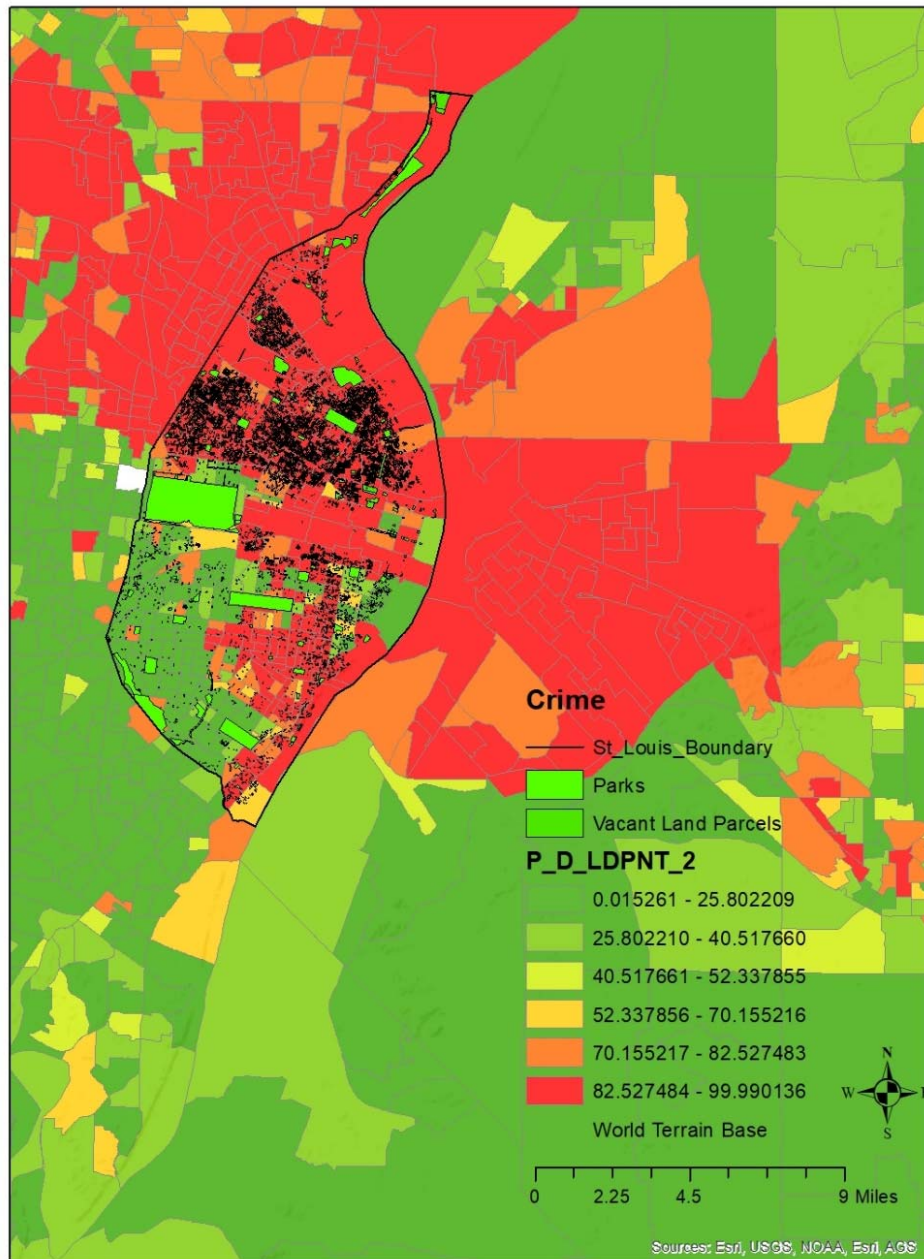 Crime
St_Louis_Boundary
Parks
Vacant Land Parcels
P_D_LDPNT_2
0.015261 - 25.802209
25.802210 - 40.517660
40.517661 - 52.337855
52.337856 - 70.155216
70.155217 - 82.527483
82.527484 - 99.990136
World Terrain Base
N
W E
S
0 2.25 4.5 9 Miles
Sources: Esri, USGS, NOAA, Esri, AGS